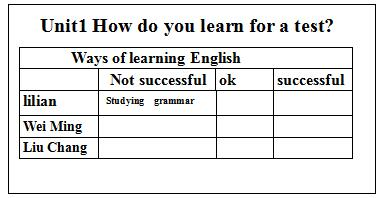 Unit1 How do you learn for a test?
Ways of learning English
Not successful ok successful
lilian Studying grammar
Wei Ming
Liu Chang